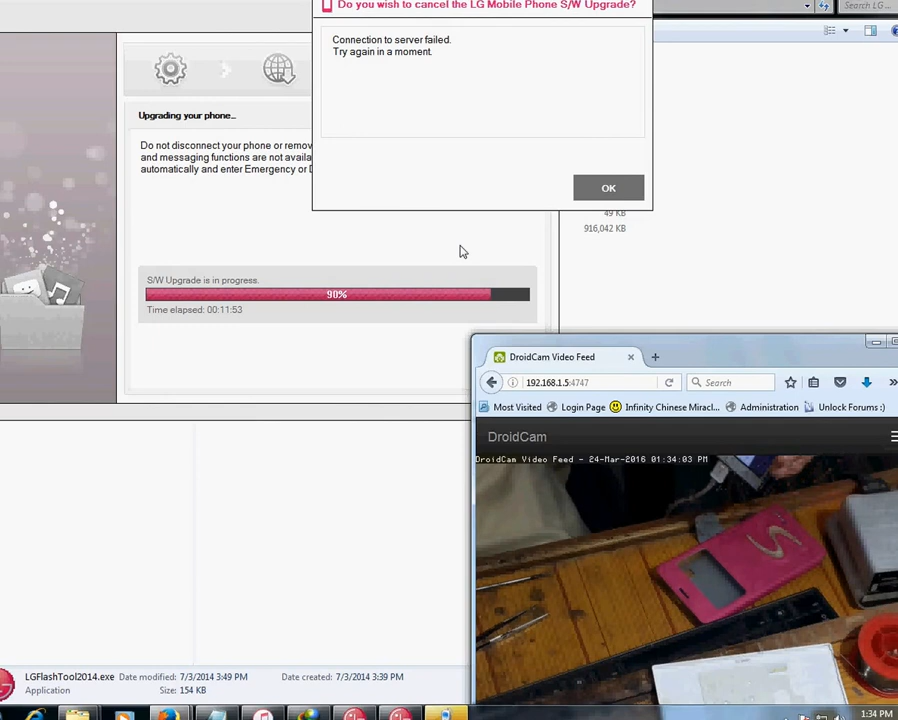 Do you wish to cancel the LG Mobile Phone S/W Upgrade?
Search LG ...
Connection to server failed.
Try again in a moment.
OK
Upgrading your phone...
Do not disconnect your phone or remov
and messaging functions are not availa
automatically and enter Emergency or D
49 KB
916,042 KB
S/W Upgrade is in progress.
90%
Time elapsed: 00:11:53
DroidCam Video Feed
192.168.1.5:4747
Search
Most Visited
Login Page
Infinity Chinese Miracl...
Administration
Unlock Forums :)
DroidCam
DroidCam Video Feed - 24-Mar-2016 01:34:03 PM
LGFlashTool2014.exe
Date modified: 7/3/2014 3:49 PM
Date created: 7/3/2014 3:39 PM
Application
Size: 154 KB
1:34 PM